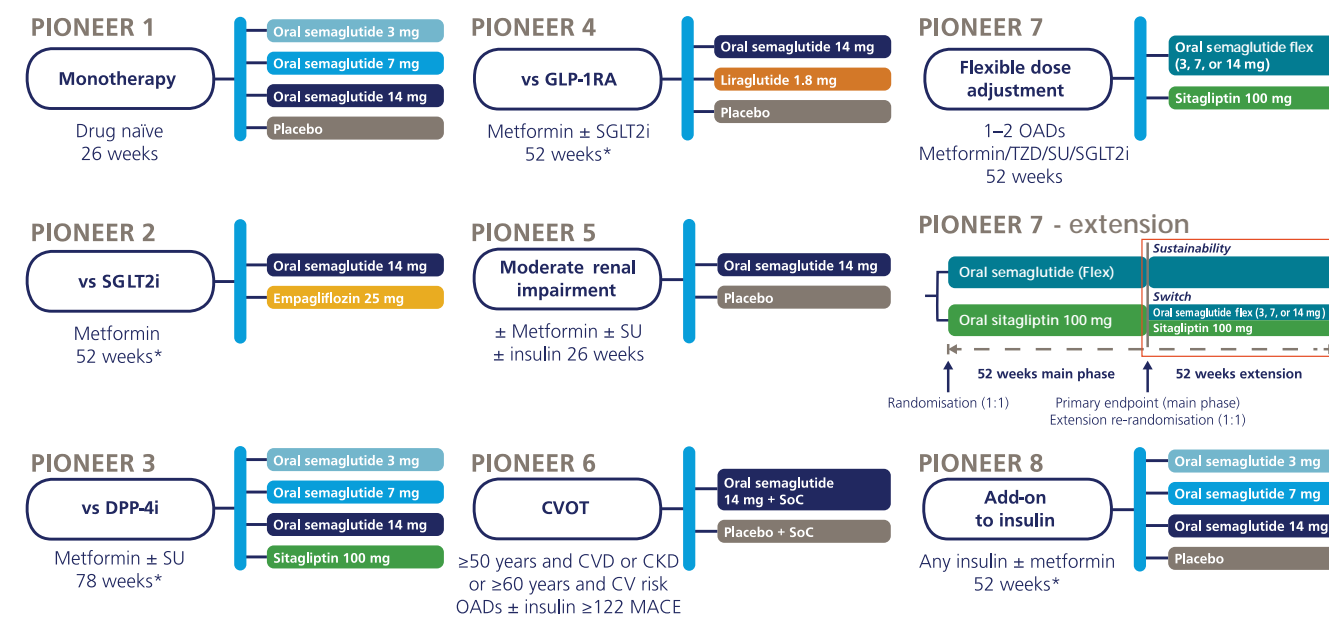 PIONEER 1
Monotherapy
Drug naïve
26 weeks
Oral semaglutide 3 mg
Oral semaglutide 7 mg
Oral semaglutide 14 mg
Placebo
PIONEER 4
vs GLP-1RA
Metformin ± SGLT2i
52 weeks*
Oral semaglutide 14 mg
Liraglutide 1.8 mg
Placebo
PIONEER 7
Flexible dose
adjustment
1–2 OADs
Metformin/TZD/SU/SGLT2i
52 weeks
Oral semaglutide flex
(3, 7, or 14 mg)
Sitagliptin 100 mg
PIONEER 2
vs SGLT2i
Metformin
52 weeks*
Oral semaglutide 14 mg
Empagliflozin 25 mg
PIONEER 5
Moderate renal
impairment
± Metformin ± SU
± insulin 26 weeks
Oral semaglutide 14 mg
Placebo
PIONEER 7 - extension
Sustainability
Oral semaglutide (Flex)
Switch
Oral semaglutide flex (3, 7, or 14 mg)
Oral sitagliptin 100 mg
Sitagliptin 100 mg
52 weeks main phase
52 weeks extension
Randomisation (1:1)
Primary endpoint (main phase)
Extension re-randomisation (1:1)
PIONEER 3
vs DPP-4i
Metformin ± SU
78 weeks*
Oral semaglutide 3 mg
Oral semaglutide 7 mg
Oral semaglutide 14 mg
Sitagliptin 100 mg
PIONEER 6
CVOT
≥50 years and CVD or CKD
or ≥60 years and CV risk
OADs ± insulin ≥122 MACE
Oral semaglutide
14 mg + SoC
Placebo + SoC
PIONEER 8
Add-on
to insulin
Any insulin ± metformin
52 weeks*
Oral semaglutide 3 mg
Oral semaglutide 7 mg
Oral semaglutide 14 mg
Placebo